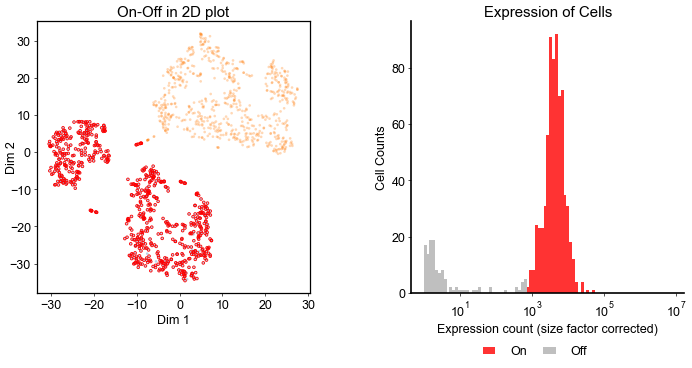 On-Off in 2D plot
30
20
10
0
−10
−20
−30
Dim 2
−30 −20 −10 0 10 20 30
Dim 1
Expression of Cells
80
60
40
20
0
Cell Counts
10^1 10^3 10^5 10^7
Expression count (size factor corrected)
On Off